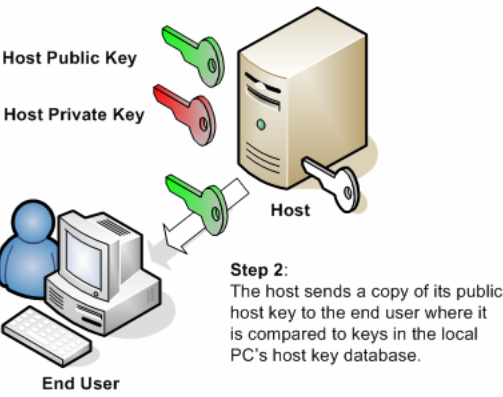 Host Public Key
Host Private Key
Host
Step 2:
The host sends a copy of its public
host key to the end user where it
is compared to keys in the local
PC's host key database.
End User